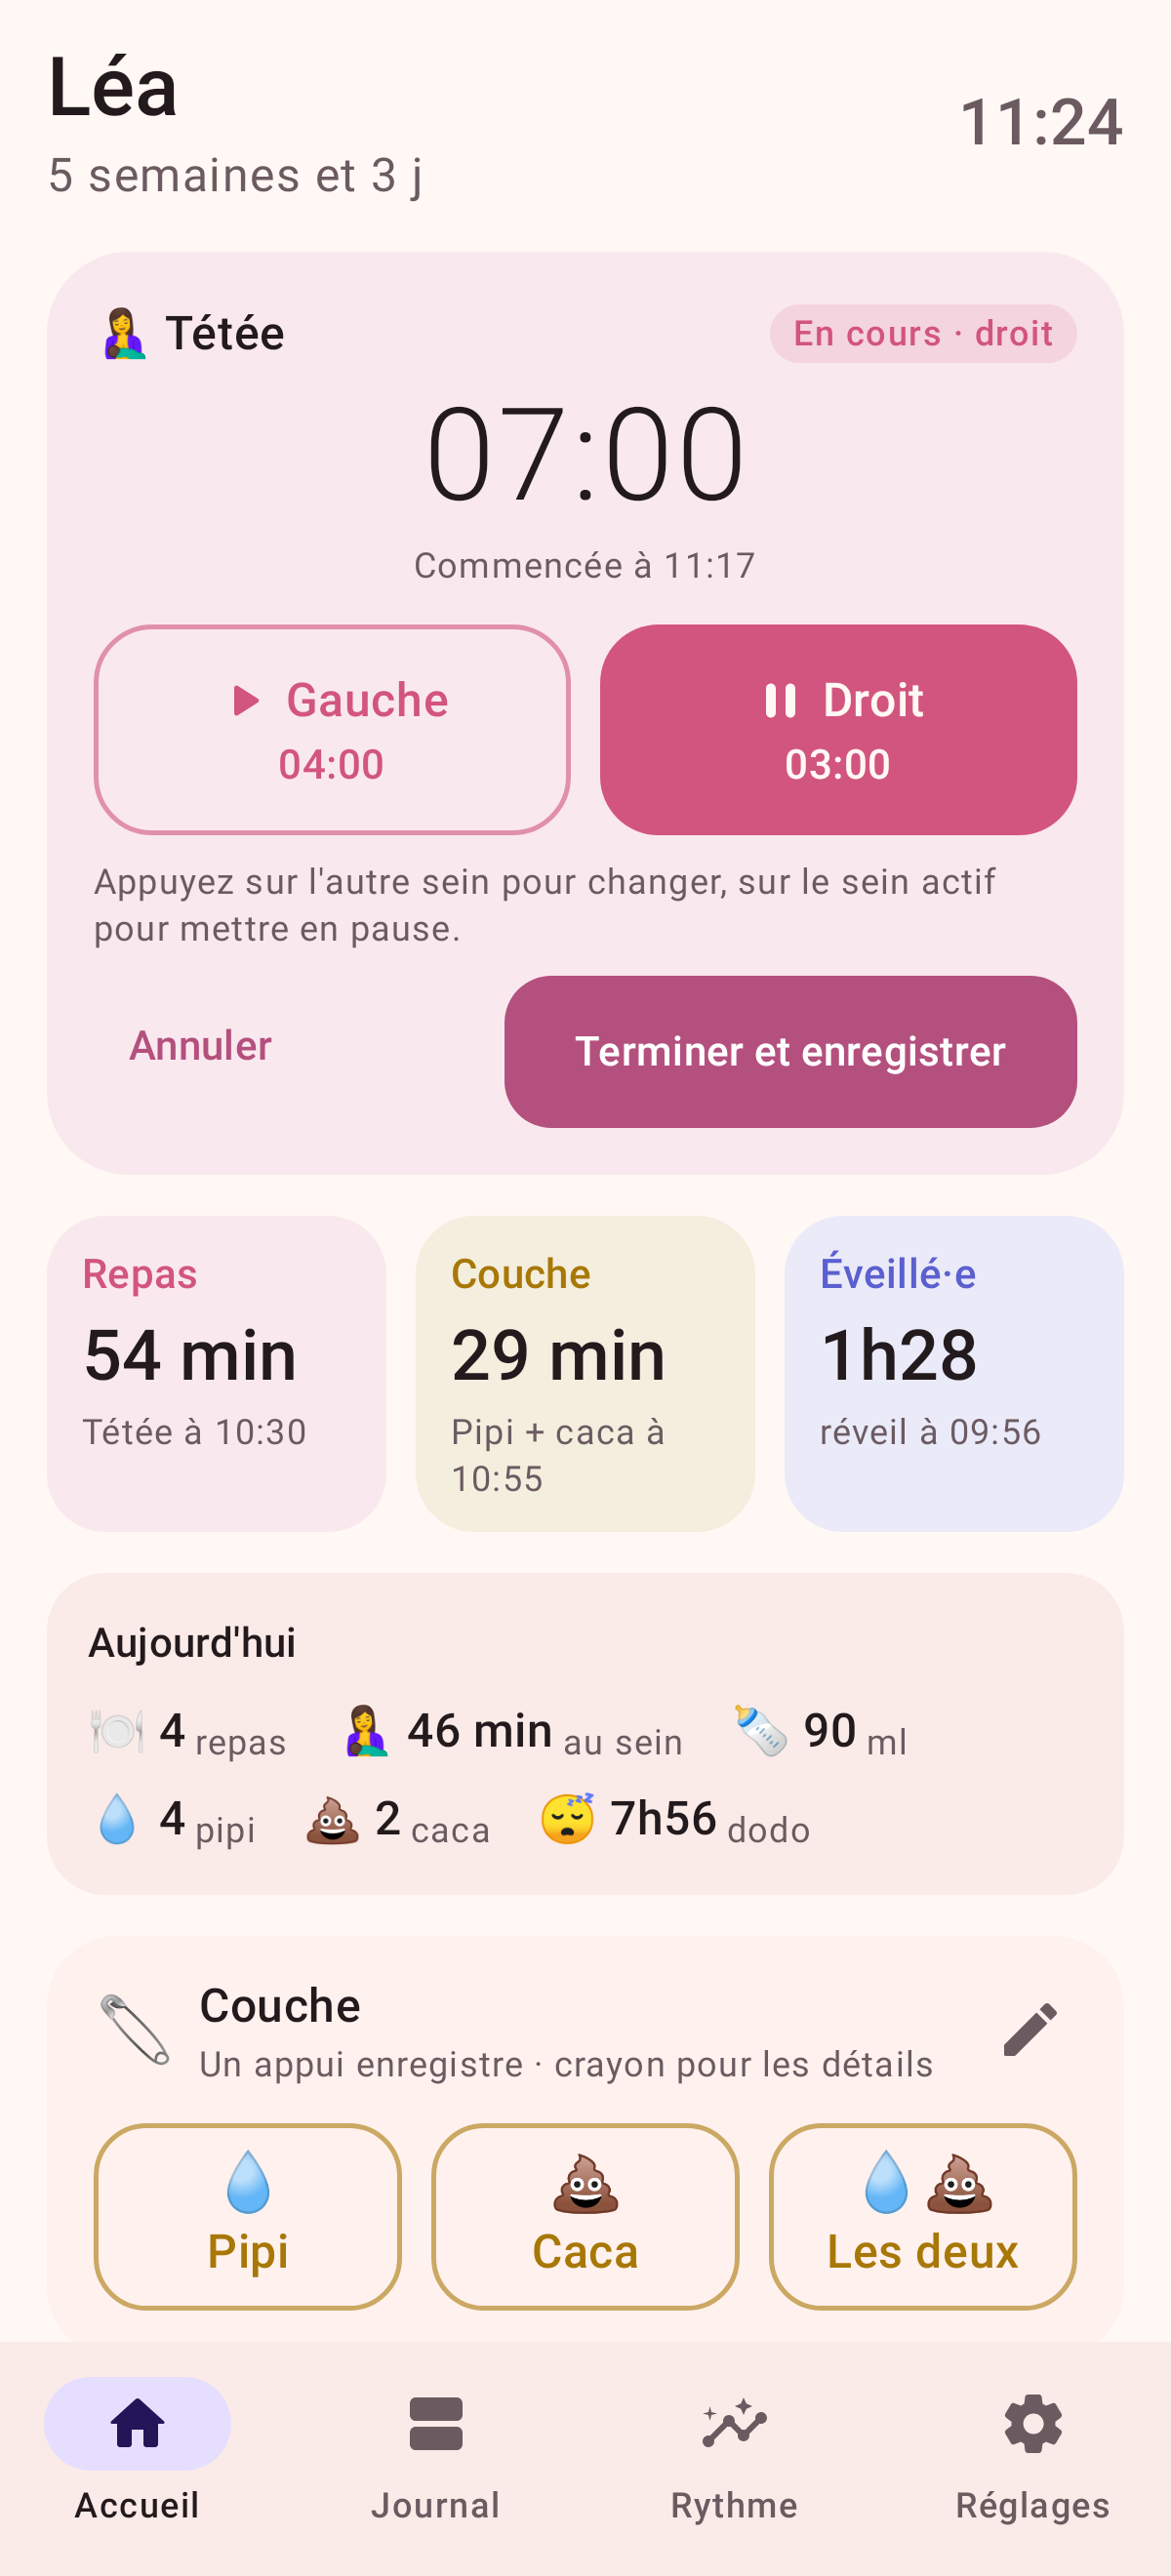 Léa
5 semaines et 3 j
11:24
Tétée
En cours · droit
07:00
Commencée à 11:17
Gauche
04:00
Droit
03:00
Appuyez sur l'autre sein pour changer, sur le sein actif
pour mettre en pause.
Annuler
Terminer et enregistrer
Repas
54 min
Tétée à 10:30
Couche
29 min
Pipi + caca à
10:55
Éveillé·e
1h28
réveil à 09:56
Aujourd'hui
4 repas
46 min au sein
90 ml
4 pipi
2 caca
7h56 dodo
Couche
Un appui enregistre · crayon pour les détails
Pipi
Caca
Les deux
Accueil
Journal
Rythme
Réglages